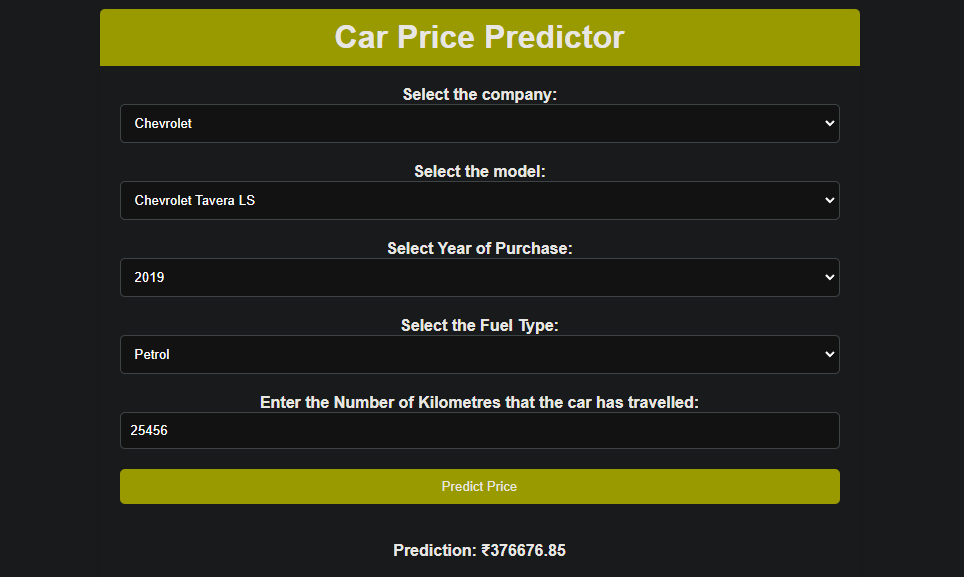 Car Price Predictor
Select the company:
Chevrolet
Select the model:
Chevrolet Tavera LS
Select Year of Purchase:
2019
Select the Fuel Type:
Petrol
Enter the Number of Kilometres that the car has travelled:
25456
Predict Price
Prediction: ₹376676.85